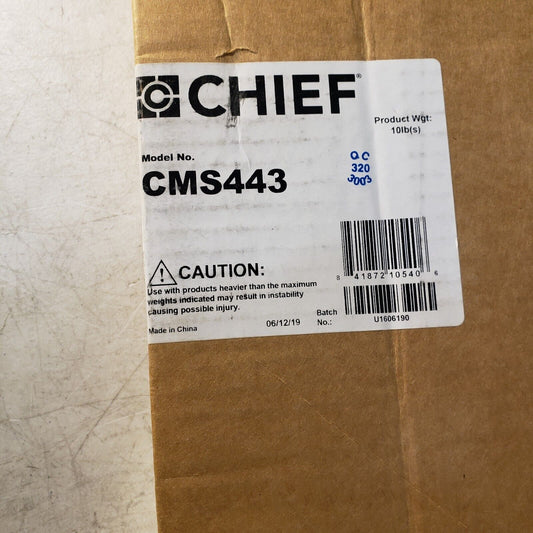 CHIEF®
Product Wgt:
10lb(s)
Model No.
CMS443
QC
320
3003
CAUTION:
Use with products heavier than the maximum
weights indicated may result in instability
causing possible injury.
8 41872 10540 6
Made in China
06/12/19
Batch
No.:
U1606190